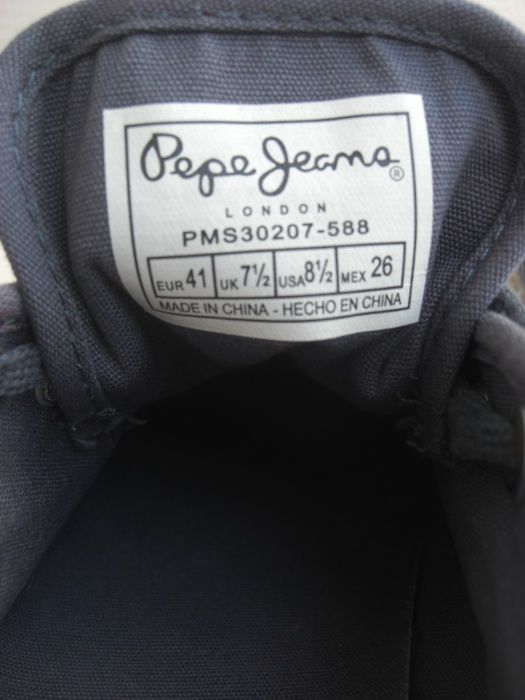 Pepe Jeans®
LONDON
PMS30207-588
EUR 41 UK 7½ USA 8½ MEX 26
MADE IN CHINA - HECHO EN CHINA